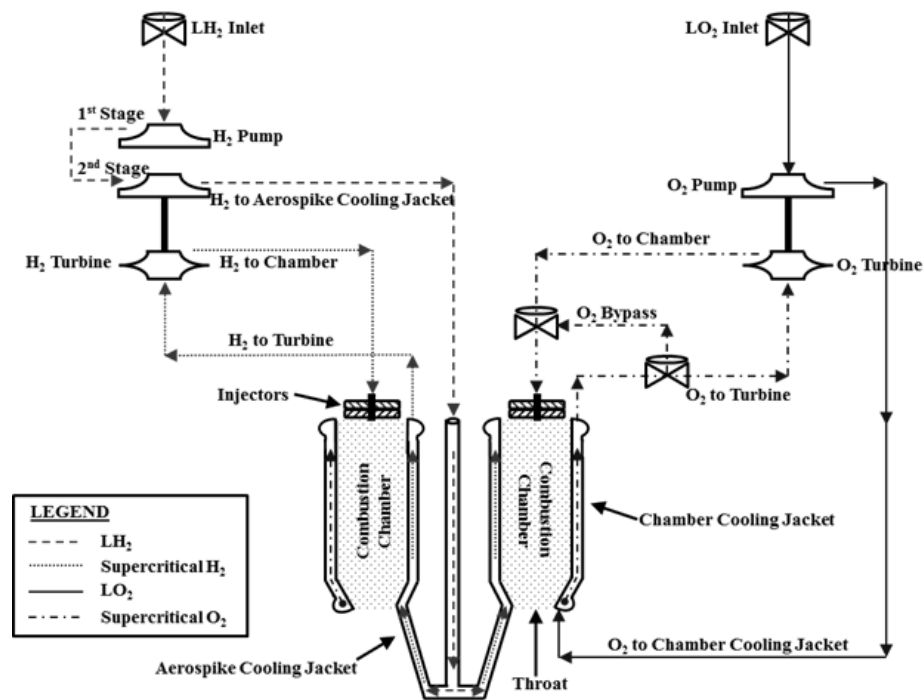 LH₂ Inlet
LO₂ Inlet
1st Stage
H₂ Pump
2nd Stage
H₂ to Aerospike Cooling Jacket
O₂ Pump
H₂ Turbine
H₂ to Chamber
O₂ to Chamber
O₂ Turbine
O₂ Bypass
H₂ to Turbine
O₂ to Turbine
Injectors
Combustion
Chamber
Combustion
Chamber
Chamber Cooling Jacket
LEGEND
LH₂
Supercritical H₂
LO₂
Supercritical O₂
Aerospike Cooling Jacket
Throat
O₂ to Chamber Cooling Jacket